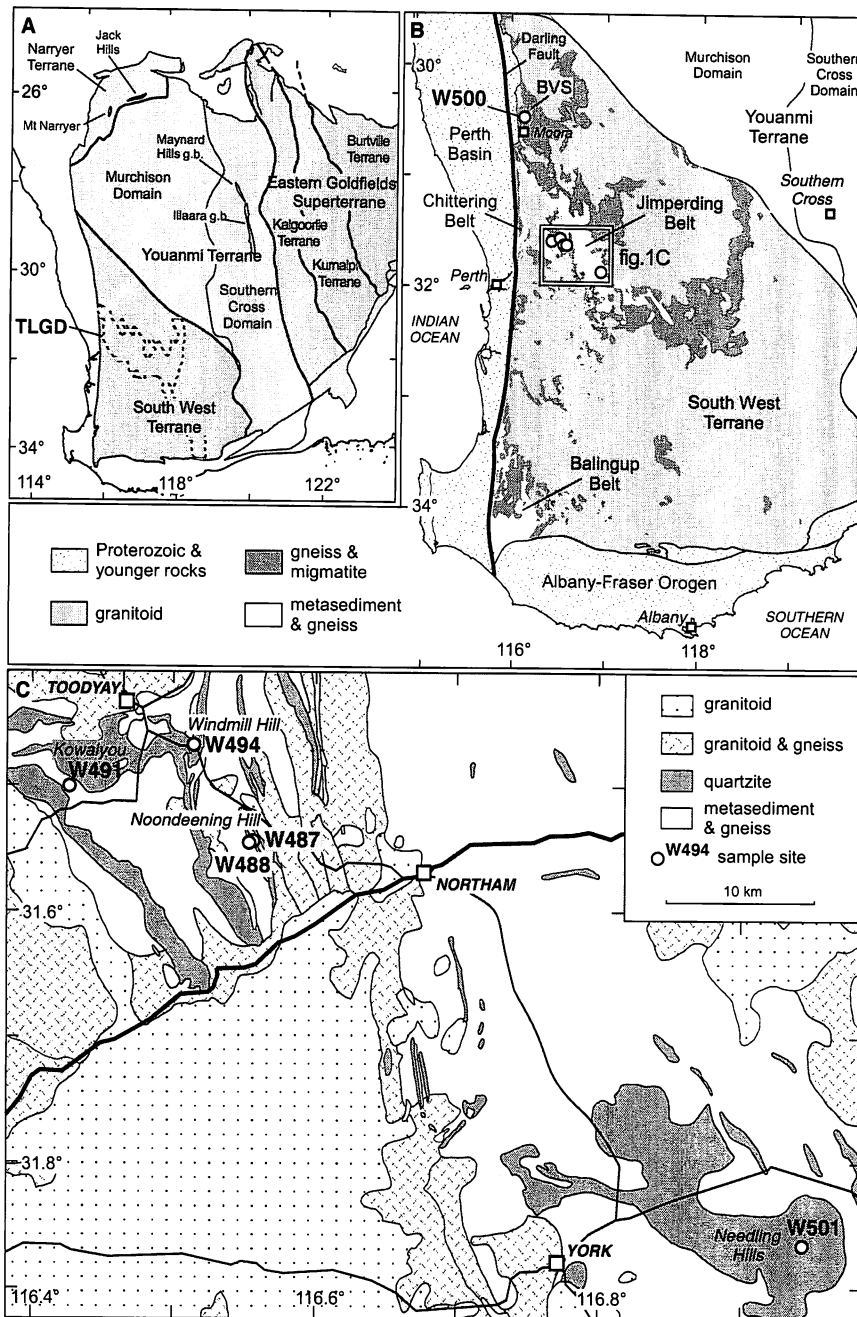 A
Jack
Hills
Narryer
Terrane
26°
Mt Narryer
Maynard
Hills g.b.
Murchison
Domain
Burtville
Terrane
Eastern Goldfields
Superterrane
Illaara g.b.
Kalgoorlie
Terrane
Youanmi Terrane
30°
Kurnalpi
Terrane
Southern
Cross
Domain
TLGD
South West
Terrane
34°
114°
118°
122°
B
30°
Darling
Fault
Murchison
Domain
Southern
Cross
Domain
BVS
W500
Moora
Youanmi
Terrane
Perth
Basin
Southern
Cross
Chittering
Belt
Jimperding
Belt
fig.1C
Perth
32°
INDIAN
OCEAN
South West
Terrane
Balingup
Belt
34°
Albany-Fraser Orogen
Albany
SOUTHERN
OCEAN
116°
118°
Proterozoic &
younger rocks
gneiss &
migmatite
granitoid
metasediment
& gneiss
C
TOODYAY
Windmill Hill
W494
Kowalyou
W491
Noondeening Hill
W487
W488
NORTHAM
31.6°
31.8°
Needling
Hills
W501
YORK
116.4°
116.6°
116.8°
granitoid
granitoid & gneiss
quartzite
metasediment
& gneiss
W494 sample site
10 km